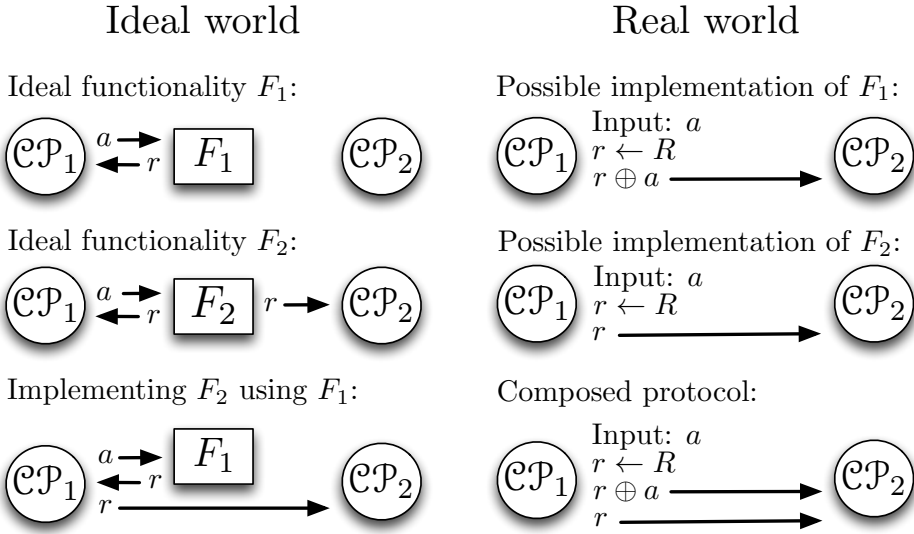 Ideal world
Ideal functionality F₁:
𝒞𝒫₁ a r F₁ 𝒞𝒫₂
Ideal functionality F₂:
𝒞𝒫₁ a r F₂ r 𝒞𝒫₂
Implementing F₂ using F₁:
𝒞𝒫₁ a r F₁ 𝒞𝒫₂
r
Real world
Possible implementation of F₁:
Input: a
𝒞𝒫₁ r ← R 𝒞𝒫₂
r ⊕ a
Possible implementation of F₂:
Input: a
𝒞𝒫₁ r ← R 𝒞𝒫₂
r
Composed protocol:
Input: a
r ← R
𝒞𝒫₁ r ⊕ a 𝒞𝒫₂
r